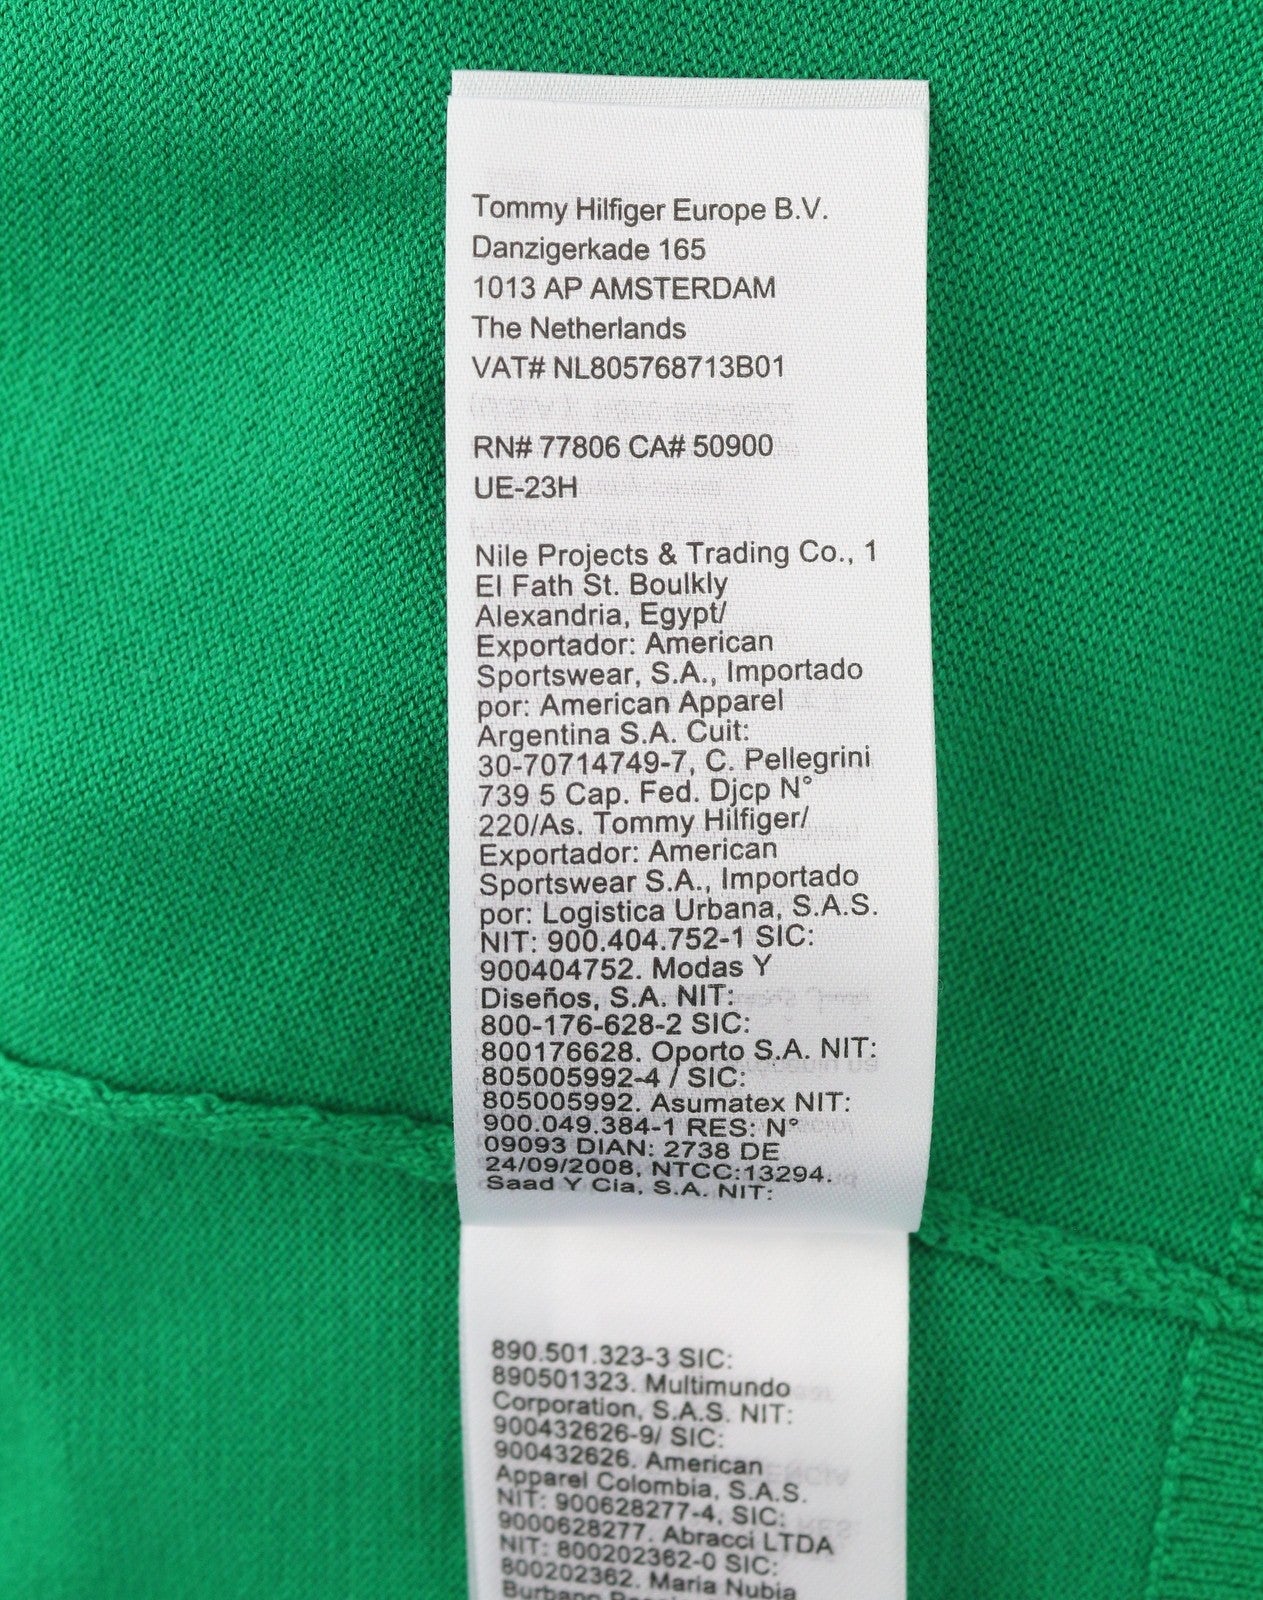 Tommy Hilfiger Europe B.V.
Danzigerkade 165
1013 AP AMSTERDAM
The Netherlands
VAT# NL805768713B01
RN# 77806 CA# 50900
UE-23H
Nile Projects & Trading Co., 1
El Fath St. Boulkly
Alexandria, Egypt/
Exportador: American
Sportswear, S.A., Importado
por: American Apparel
Argentina S.A. Cuit:
30-70714749-7, C. Pellegrini
739 5 Cap. Fed. Djcp N°
220/As. Tommy Hilfiger/
Exportador: American
Sportswear S.A., Importado
por: Logistica Urbana, S.A.S.
NIT: 900.404.752-1 SIC:
900404752. Modas Y
Diseños, S.A. NIT:
800-176-628-2 SIC:
800176628. Oporto S.A. NIT:
805005992-4 / SIC:
805005992. Asumatex NIT:
900.049.384-1 RES: N°
09093 DIAN: 2738 DE
24/09/2008, NTCC:13294.
Saad Y Cia, S.A. NIT:
890.501.323-3 SIC:
890501323. Multimundo
Corporation, S.A.S. NIT:
900432626-9/ SIC:
900432626. American
Apparel Colombia, S.A.S.
NIT: 900628277-4, SIC:
9000628277. Abracci LTDA
NIT: 800202362-0 SIC:
800202362. Maria Nubia
Burbano